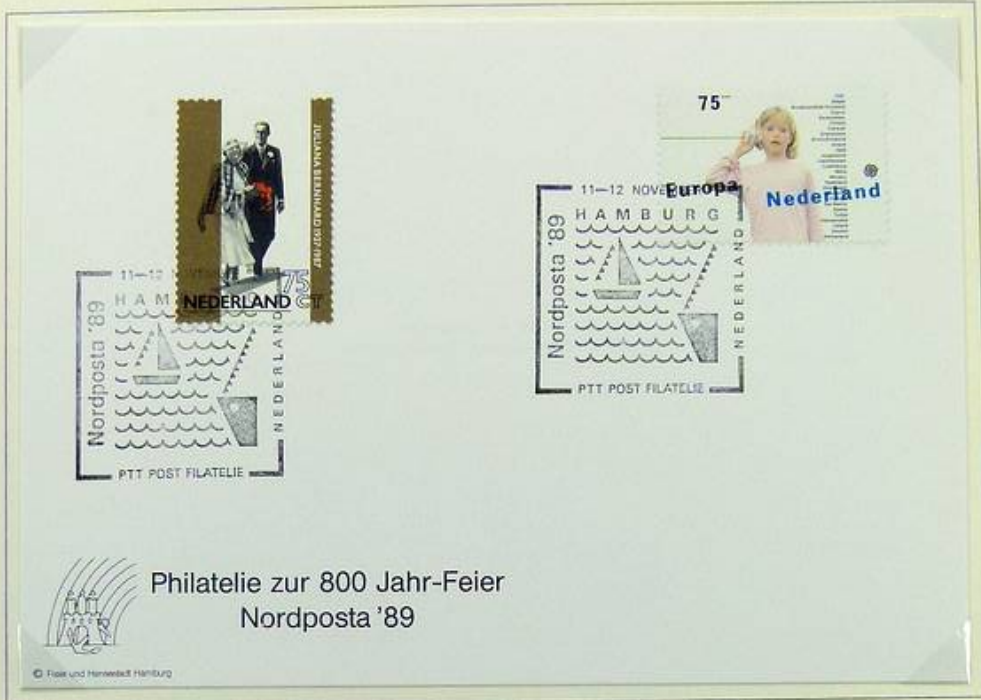 JULIANA BERNHARD 1937-1987
75
NEDERLAND CT
11—12 NOVEM
HAM
Nordposta '89
NEDERLAND
PTT POST FILATELIE
75
Europa
Nederland
11—12 NOVE
HAMBURG
Nordposta '89
NEDERLAND
PTT POST FILATELIE
Philatelie zur 800 Jahr-Feier
Nordposta '89
© Freie und Hansestadt Hamburg